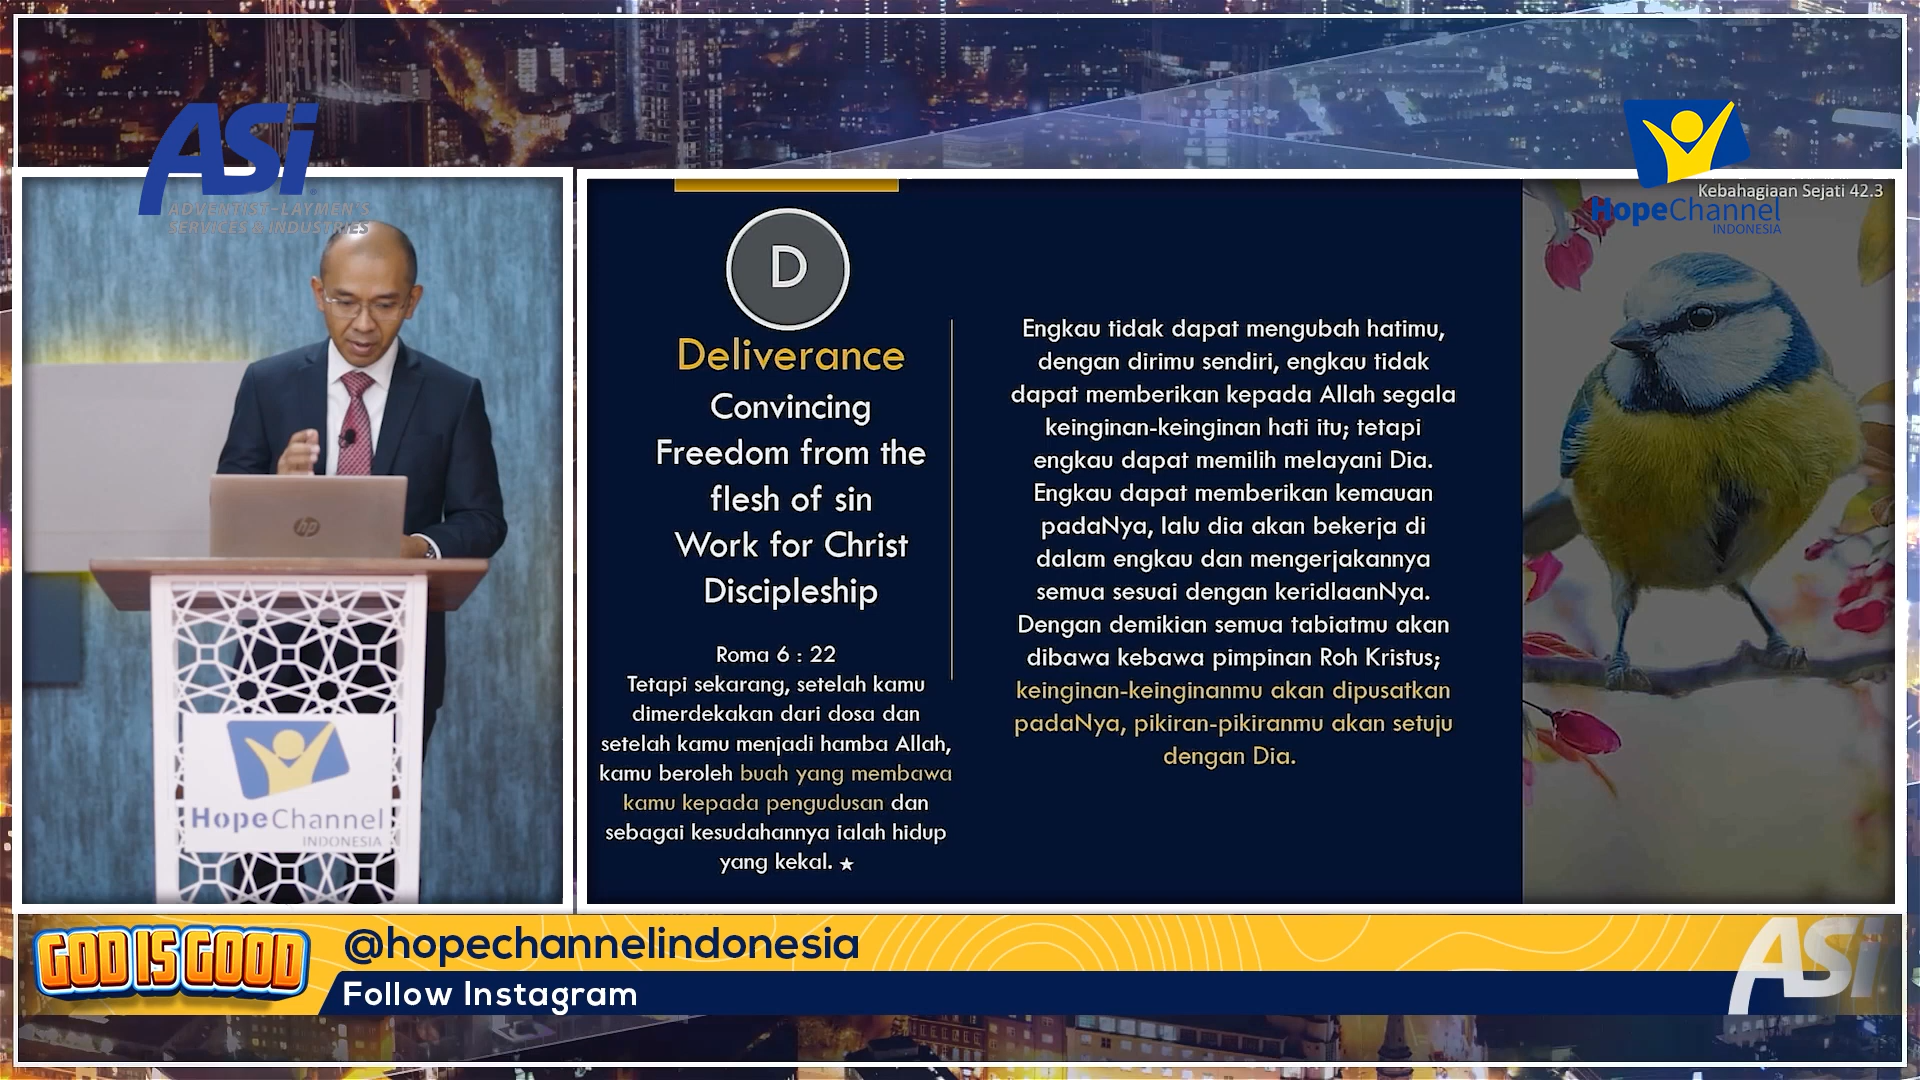 ASi
ADVENTIST-LAYMEN'S
SERVICES & INDUSTRIES
HopeChannel
INDONESIA
Kebahagiaan Sejati 42.3
hp
HopeChannel
INDONESIA
D
Deliverance
Convincing
Freedom from the
flesh of sin
Work for Christ
Discipleship
Roma 6 : 22
Tetapi sekarang, setelah kamu
dimerdekakan dari dosa dan
setelah kamu menjadi hamba Allah,
kamu beroleh buah yang membawa
kamu kepada pengudusan dan
sebagai kesudahannya ialah hidup
yang kekal. ★
Engkau tidak dapat mengubah hatimu,
dengan dirimu sendiri, engkau tidak
dapat memberikan kepada Allah segala
keinginan-keinginan hati itu; tetapi
engkau dapat memilih melayani Dia.
Engkau dapat memberikan kemauan
padaNya, lalu dia akan bekerja di
dalam engkau dan mengerjakannya
semua sesuai dengan keridlaanNya.
Dengan demikian semua tabiatmu akan
dibawa kebawa pimpinan Roh Kristus;
keinginan-keinginanmu akan dipusatkan
padaNya, pikiran-pikiranmu akan setuju
dengan Dia.
GOD IS GOOD
@hopechannelindonesia
Follow Instagram
ASi